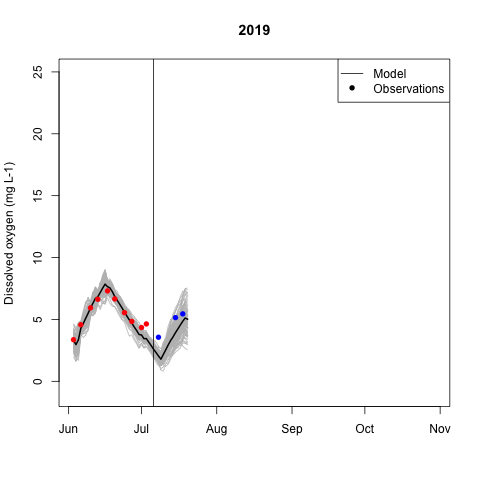 2019
Model
Observations
Dissolved oxygen (mg L-1)
25
20
15
10
5
0
Jun Jul Aug Sep Oct Nov